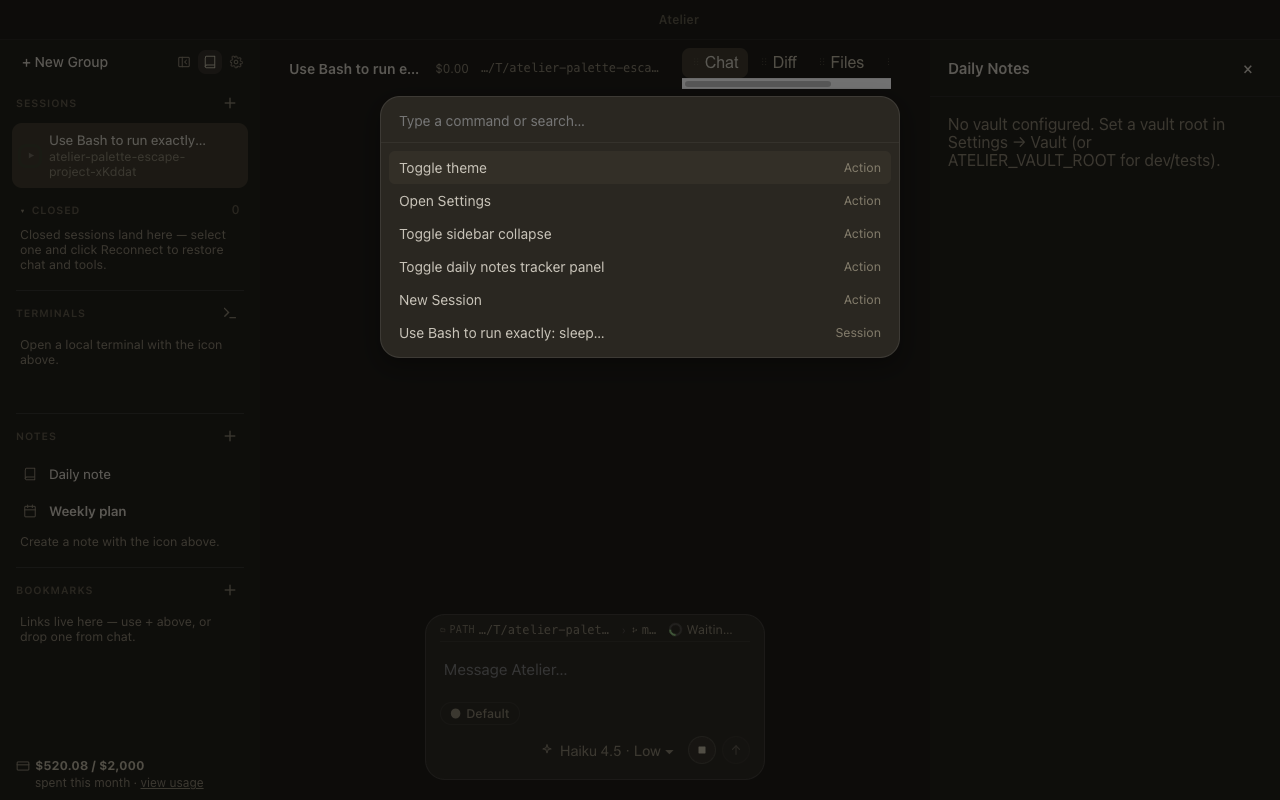 Atelier
+ New Group
SESSIONS
Use Bash to run exactly...
atelier-palette-escape-
project-xKddat
CLOSED
0
Closed sessions land here — select
one and click Reconnect to restore
chat and tools.
TERMINALS
Open a local terminal with the icon
above.
NOTES
Daily note
Weekly plan
Create a note with the icon above.
BOOKMARKS
Links live here — use + above, or
drop one from chat.
$520.08 / $2,000
spent this month · view usage
Use Bash to run e... $0.00 .../T/atelier-palette-esca...
Chat Diff Files
Type a command or search...
Toggle theme Action
Open Settings Action
Toggle sidebar collapse Action
Toggle daily notes tracker panel Action
New Session Action
Use Bash to run exactly: sleep... Session
PATH .../T/atelier-palet... m... Waitin...
Message Atelier...
Default
Haiku 4.5 · Low
Daily Notes
No vault configured. Set a vault root in
Settings → Vault (or
ATELIER_VAULT_ROOT for dev/tests).